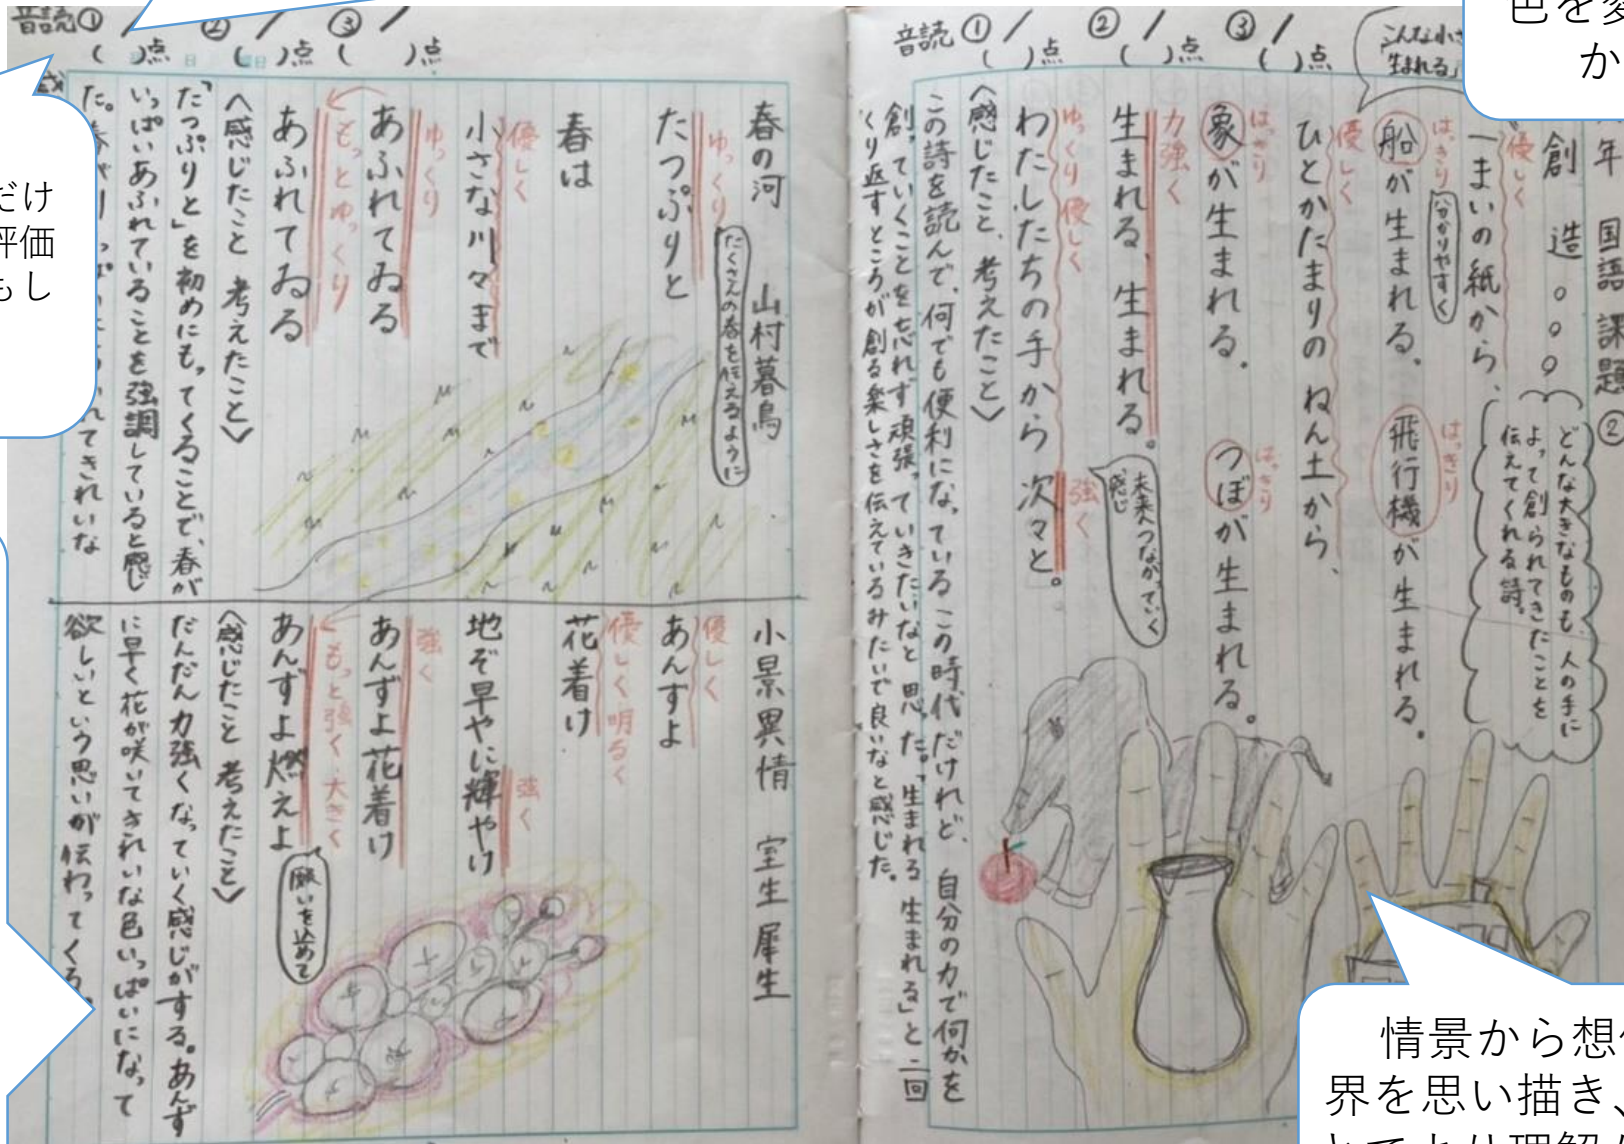 六年 国語 課題②
創造
どんな大きなものも、人の手に
よって創られてきたことを
伝えてくれる詩。
優しく
一まいの紙から、
こんな小さ
生まれる」
はっきり
船が生まれる。
分かりやすく
はっきり
飛行機が生まれる。
優しく
ひとかたまりの ねん土から、
はっきり
象が生まれる。
はっきり
つぼが生まれる。
力強く
生まれる、生まれる。
未来へつながっていく
感じ
ゆっくり優しく
わたしたちの手から
強く
次々と。
〈感じたこと、考えたこと〉
この詩を読んで、何でも便利になっている この時代だけれど、自分の力で何かを
創っていくことを忘れず頑張っていきたいなと思った。「生まれる 生まれる」と二回
くり返すところが創る楽しさを伝えているみたいで良いなと感じた。
音読① / ② / ③ /
( )点 ( )点 ( )点
音読① / ② / ③ /
( )点 ( )点 ( )点
春の河 山村暮鳥
たくさんの春を伝えるように
ゆっくり
たっぷりと
春は
優しく
小さな川々まで
ゆっくり
あふれてゐる
もっとゆっくり
あふれてゐる
〈感じたこと 考えたこと〉
「たっぷりと」を初めにもってくることで、春が
いっぱいあふれていることを強調していると感じ
た。
てきれいな
小景異情 室生犀星
優しく
あんずよ
優しく明るく
花着け
強く
地ぞ早やに輝やけ
強く
あんずよ花着け
もっと強く大きく
あんずよ燃えよ
願いを込めて
〈感じたこと 考えたこと〉
だんだん力強くなっていく感じがする。あんず
に早く花が咲いてきれいな色いっぱいになって
欲しいという思いが伝わってくる。
色を変
か
だけ
評価
もし
情景から想
界を思い描き、